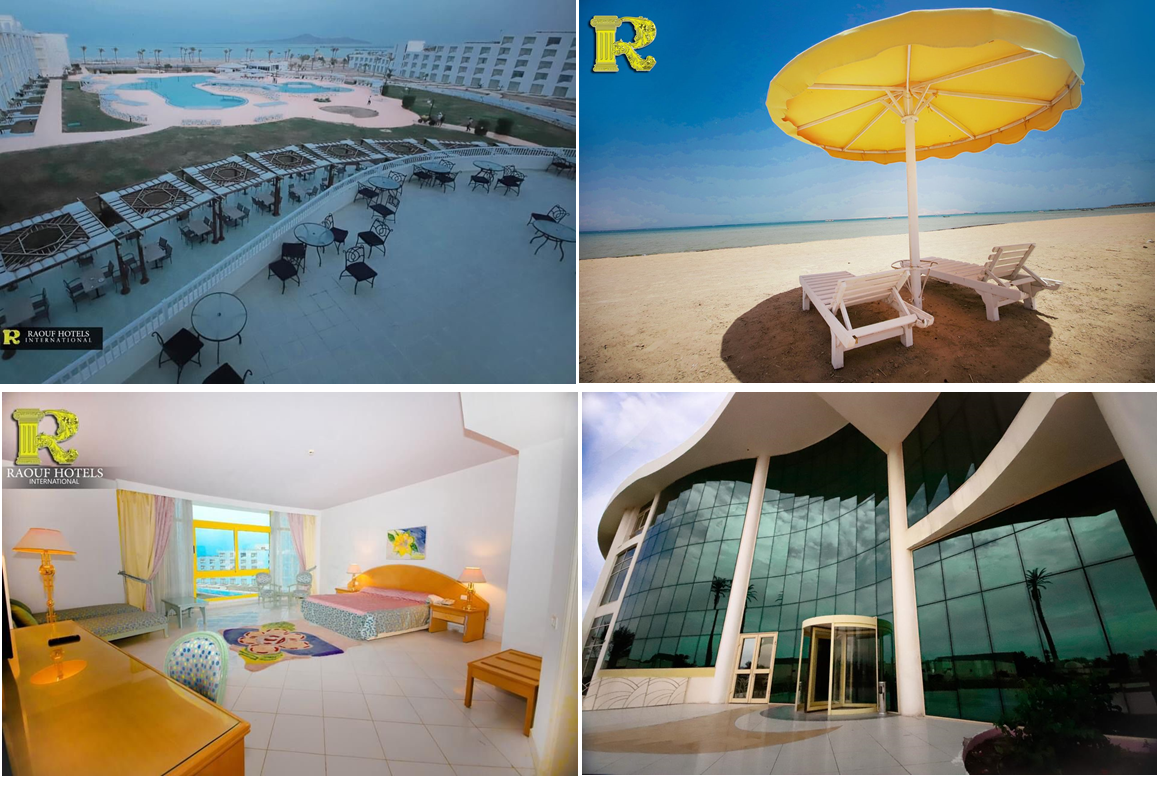 R
RAOUF HOTELS
INTERNATIONAL
R
R
RAOUF HOTELS
INTERNATIONAL